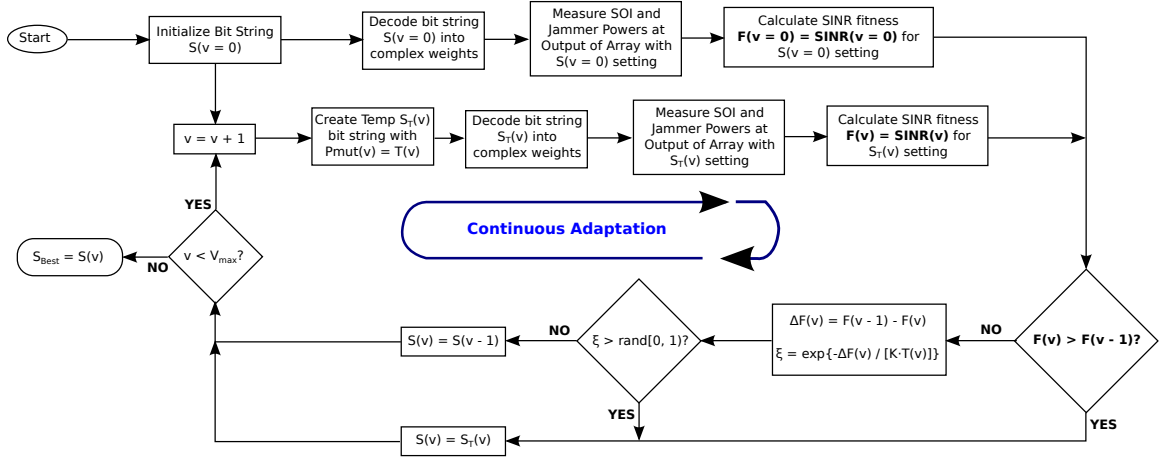 Start
Initialize Bit String
S(v = 0)
Decode bit string
S(v = 0) into
complex weights
Measure SOI and
Jammer Powers at
Output of Array with
S(v = 0) setting
Calculate SINR fitness
F(v = 0) = SINR(v = 0) for
S(v = 0) setting
v = v + 1
Create Temp S_T(v)
bit string with
Pmut(v) = T(v)
Decode bit string
S_T(v) into
complex weights
Measure SOI and
Jammer Powers at
Output of Array with
S_T(v) setting
Calculate SINR fitness
F(v) = SINR(v) for
S_T(v) setting
YES
Continuous Adaptation
S_Best = S(v)
NO
v < V_max?
S(v) = S(v - 1)
NO
ξ > rand[0, 1)?
ΔF(v) = F(v - 1) - F(v)
ξ = exp{-ΔF(v) / [K·T(v)]}
NO
F(v) > F(v - 1)?
YES
YES
S(v) = S_T(v)